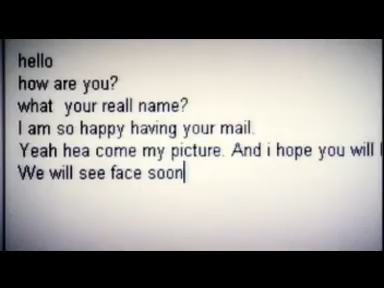 hello
how are you?
what your reall name?
I am so happy having your mail.
Yeah hea come my picture. And i hope you will
We will see face soon